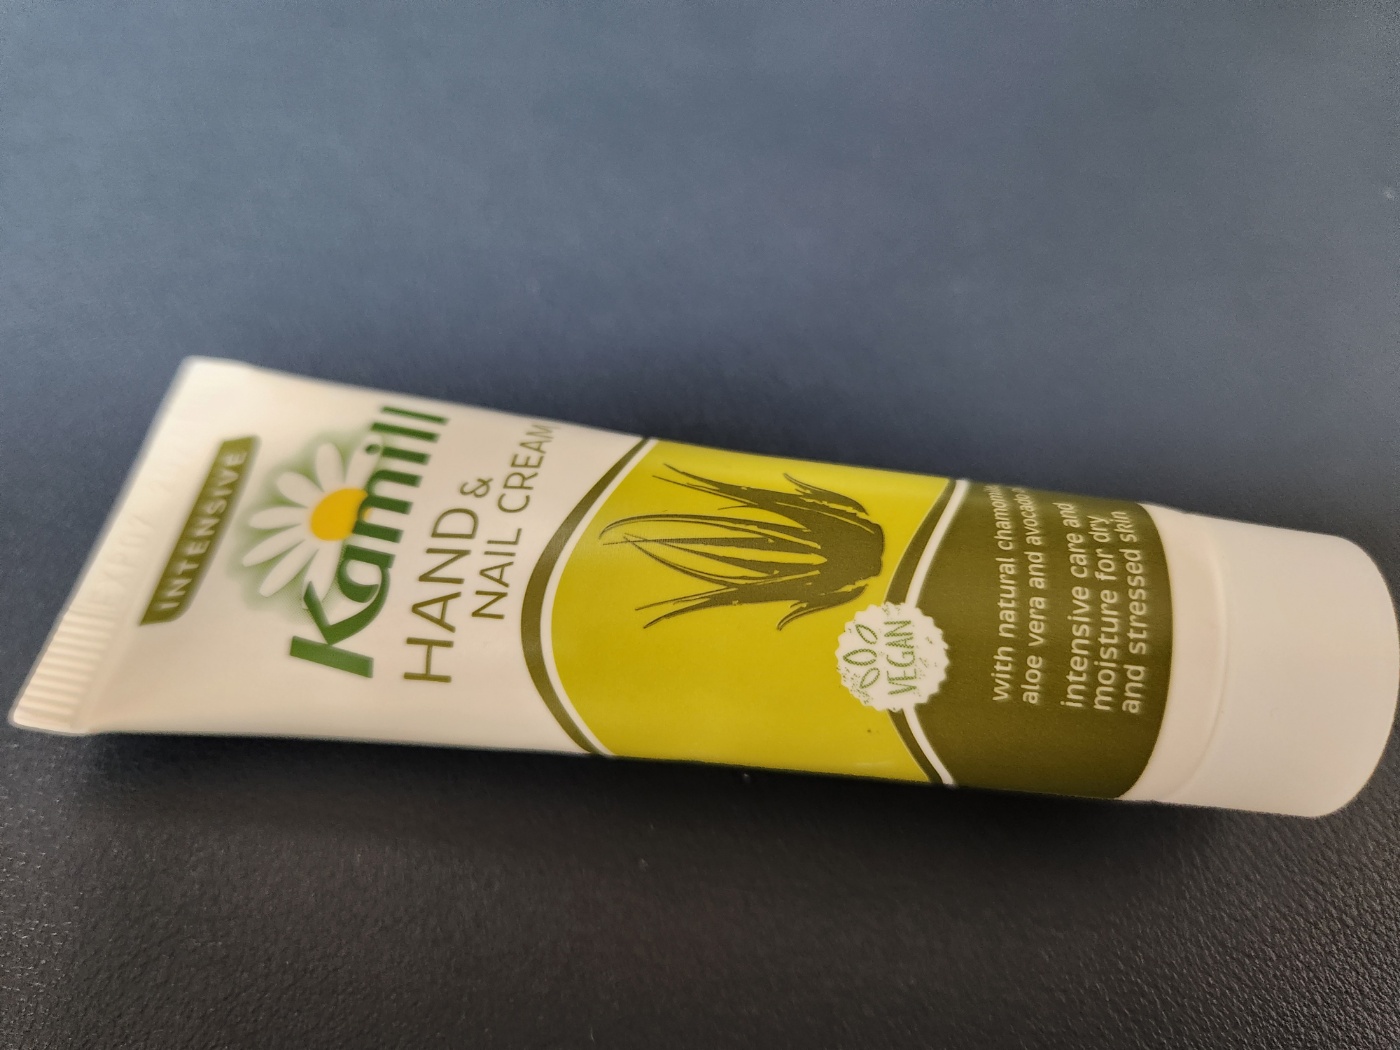 INTENSIVE
Kamill
HAND &
NAIL CREAM
VEGAN
with natural chamomile
aloe vera and avocado
intensive care and
moisture for dry
and stressed skin